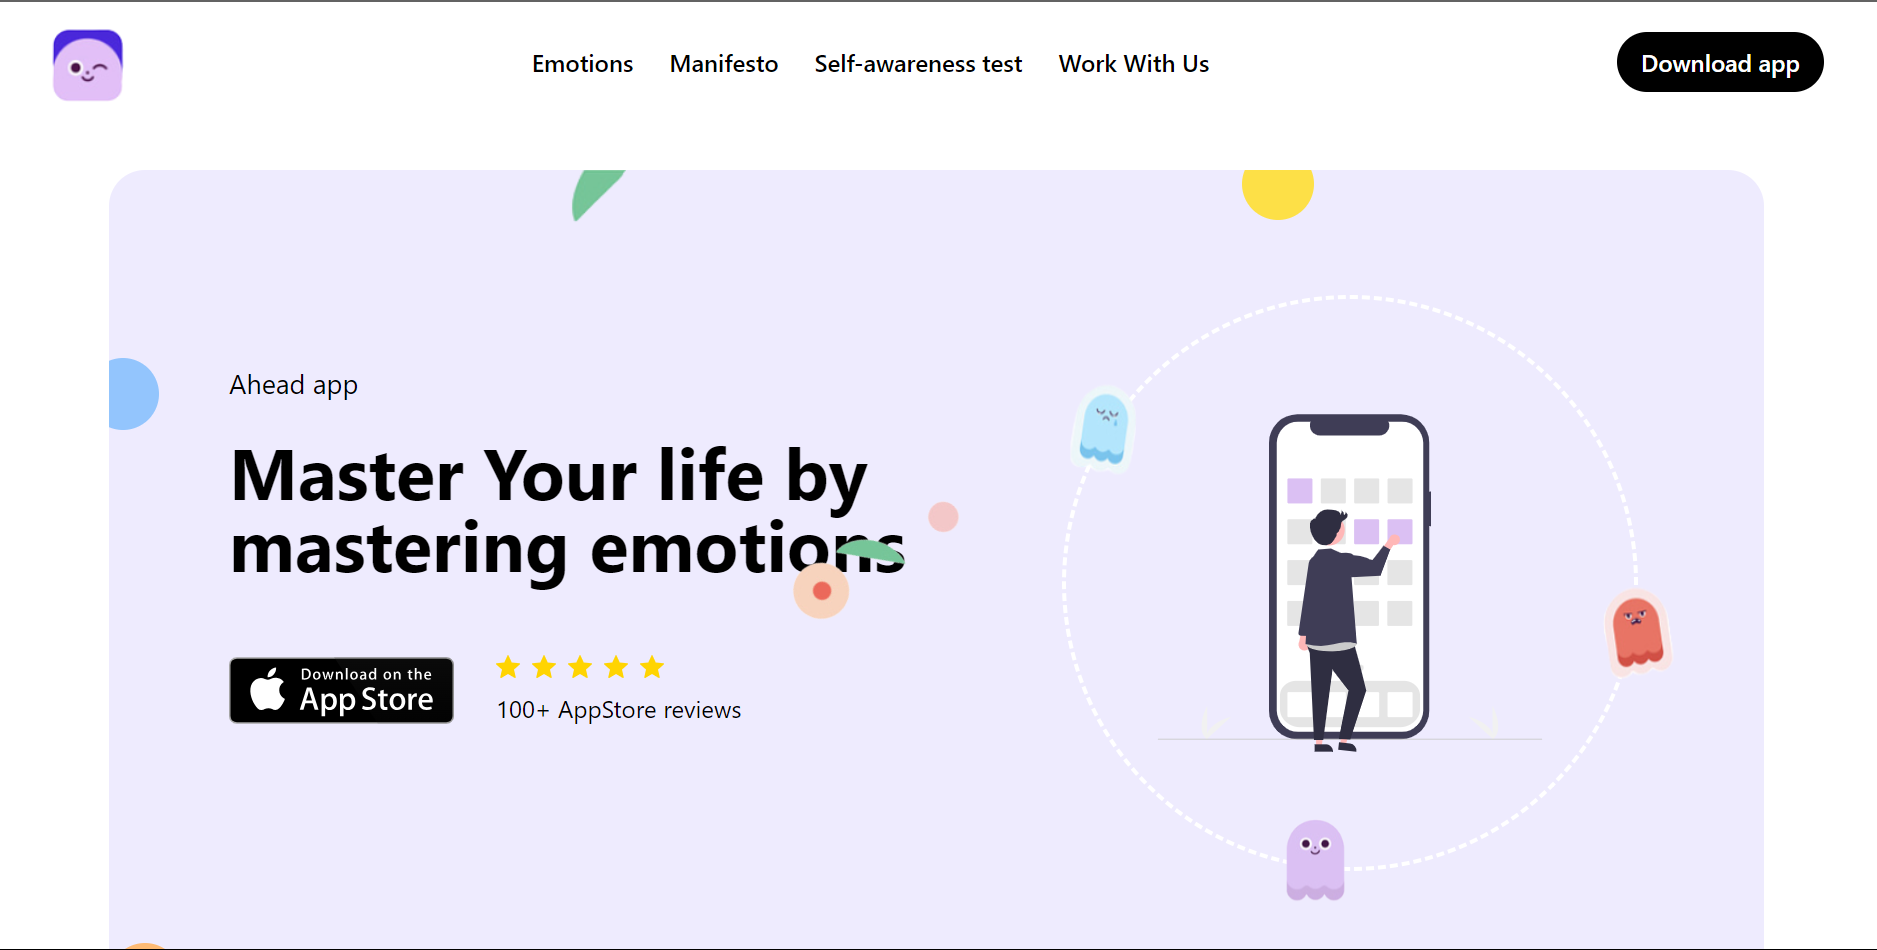 Emotions
Manifesto
Self-awareness test
Work With Us
Download app
Ahead app
Master Your life by
mastering emotions
Download on the
App Store
100+ AppStore reviews